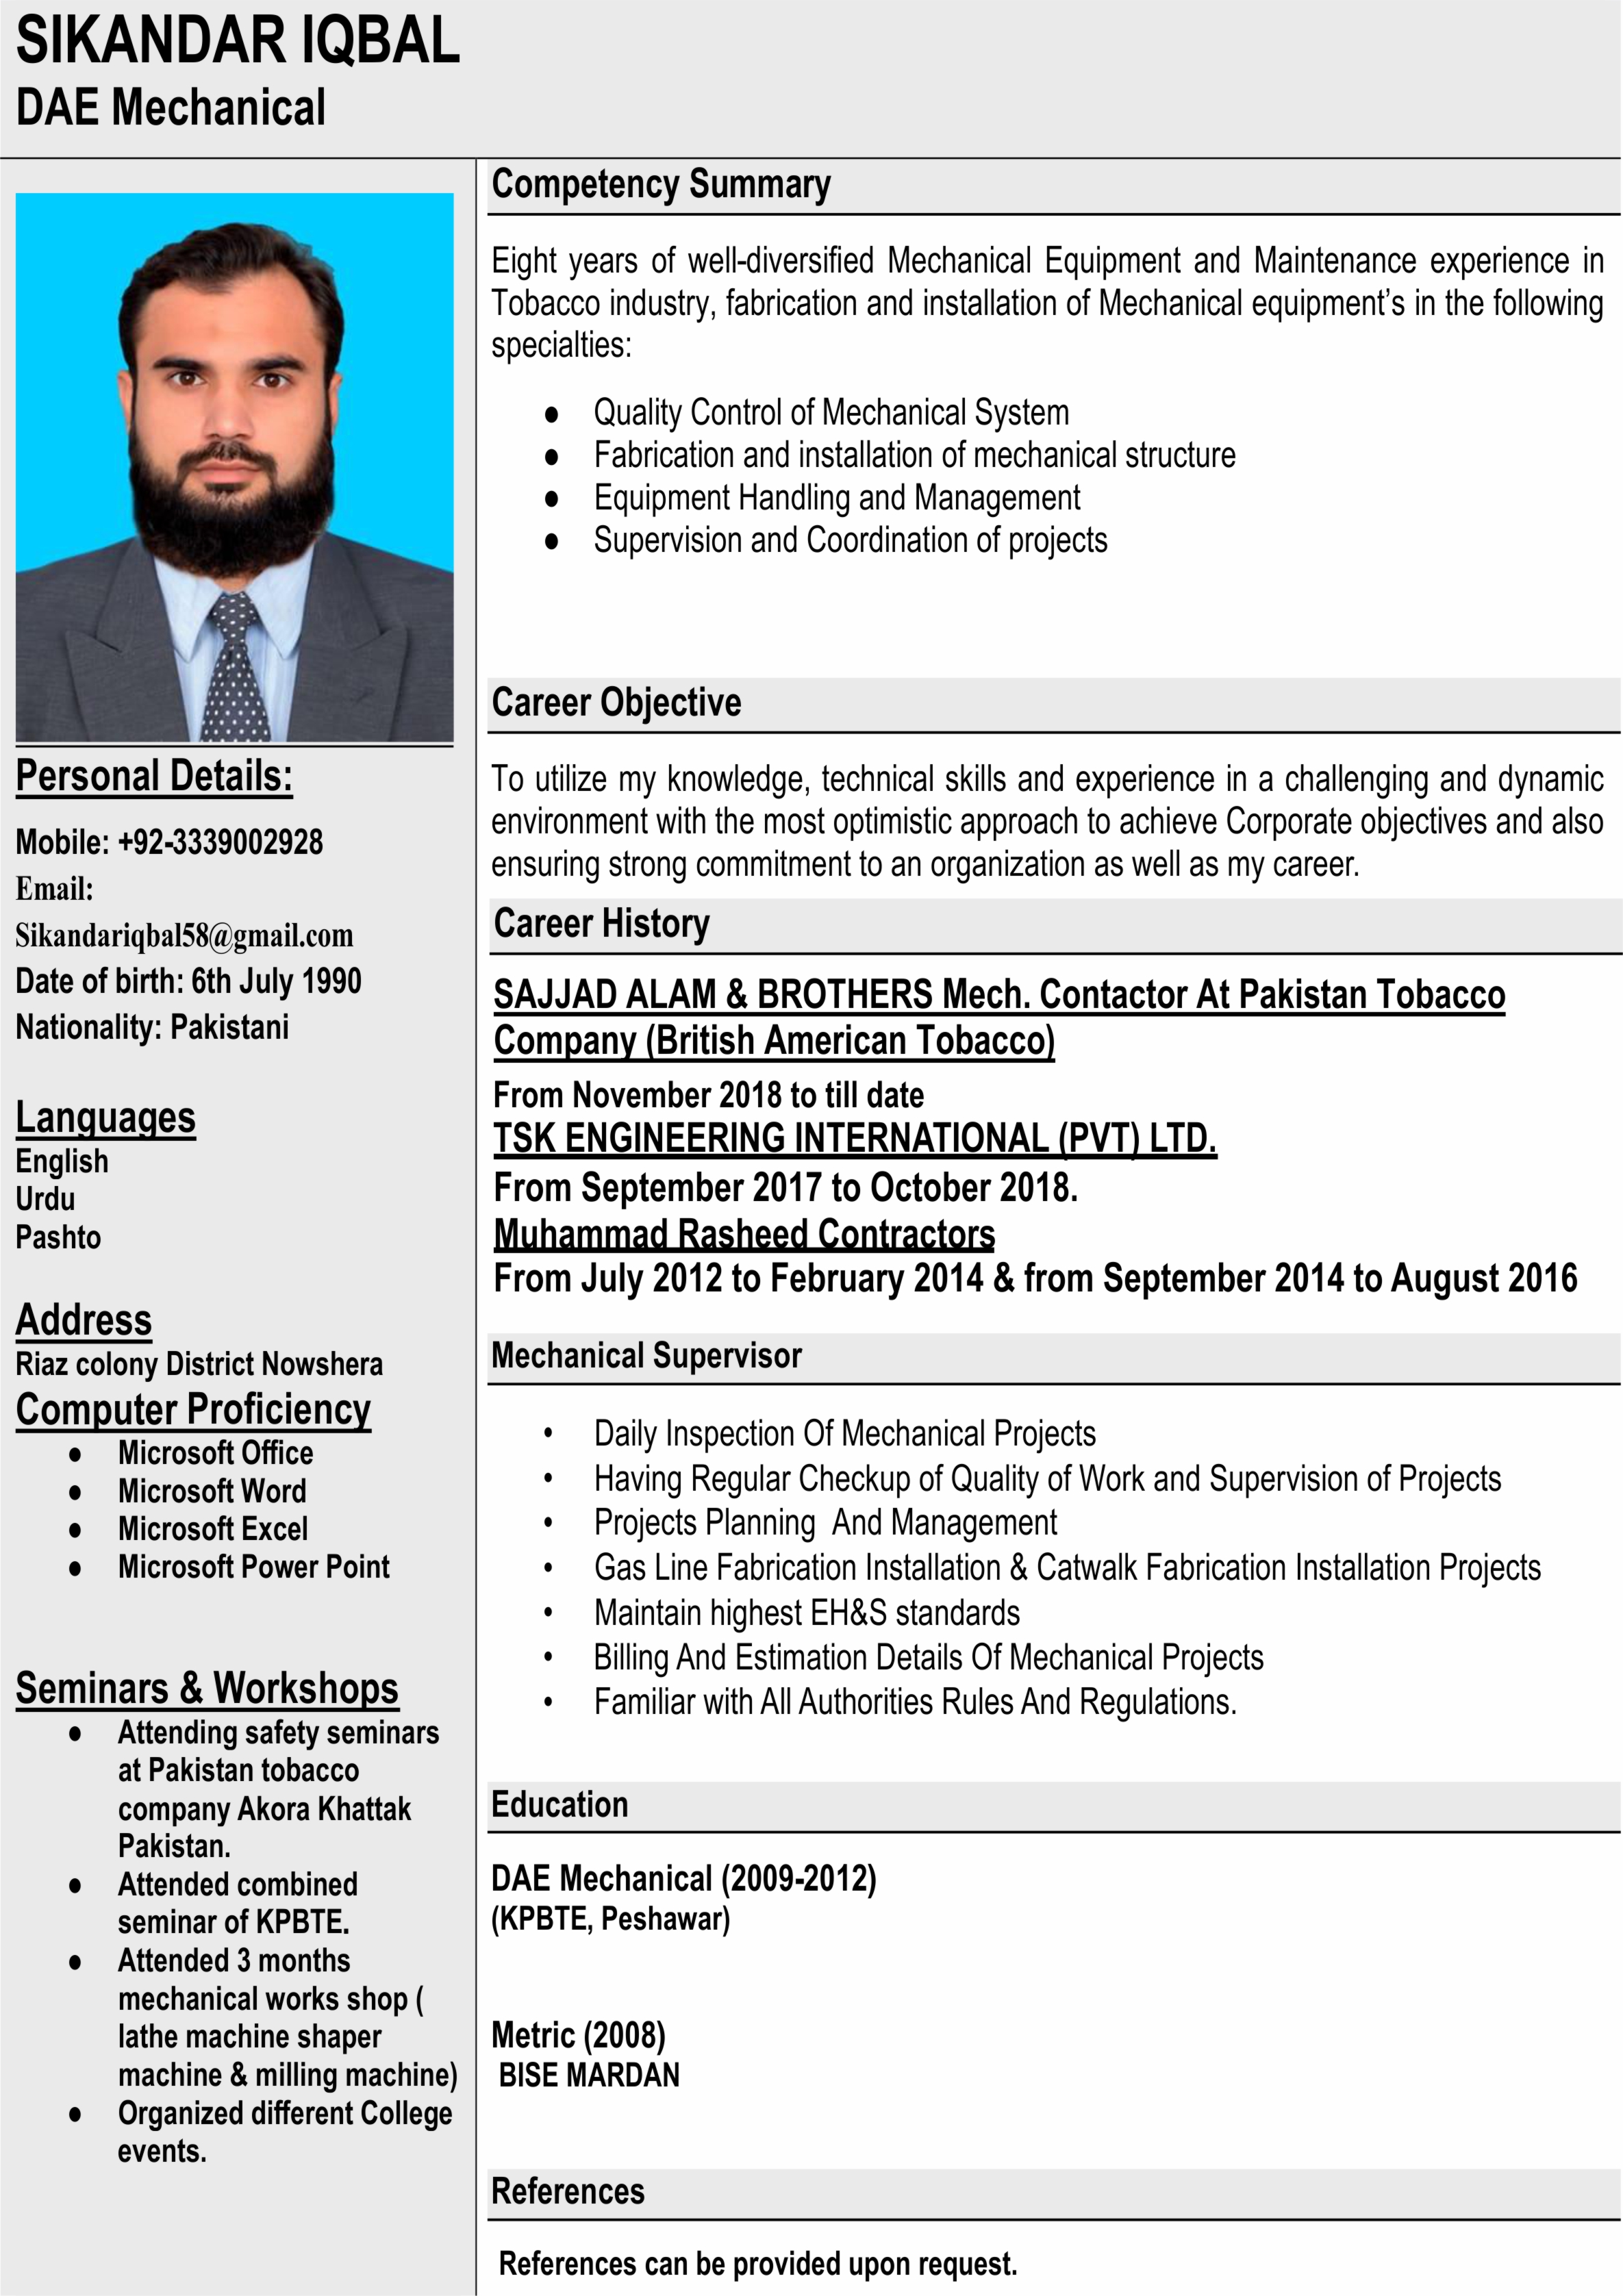 SIKANDAR IQBAL
DAE Mechanical
Personal Details:
Mobile: +92-3339002928
Email:
Sikandariqbal58@gmail.com
Date of birth: 6th July 1990
Nationality: Pakistani
Languages
English
Urdu
Pashto
Address
Riaz colony District Nowshera
Computer Proficiency
● Microsoft Office
● Microsoft Word
● Microsoft Excel
● Microsoft Power Point
Seminars & Workshops
● Attending safety seminars
at Pakistan tobacco
company Akora Khattak
Pakistan.
● Attended combined
seminar of KPBTE.
● Attended 3 months
mechanical works shop (
lathe machine shaper
machine & milling machine)
● Organized different College
events.
Competency Summary
Eight years of well-diversified Mechanical Equipment and Maintenance experience in
Tobacco industry, fabrication and installation of Mechanical equipment’s in the following
specialties:
● Quality Control of Mechanical System
● Fabrication and installation of mechanical structure
● Equipment Handling and Management
● Supervision and Coordination of projects
Career Objective
To utilize my knowledge, technical skills and experience in a challenging and dynamic
environment with the most optimistic approach to achieve Corporate objectives and also
ensuring strong commitment to an organization as well as my career.
Career History
SAJJAD ALAM & BROTHERS Mech. Contactor At Pakistan Tobacco
Company (British American Tobacco)
From November 2018 to till date
TSK ENGINEERING INTERNATIONAL (PVT) LTD.
From September 2017 to October 2018.
Muhammad Rasheed Contractors
From July 2012 to February 2014 & from September 2014 to August 2016
Mechanical Supervisor
• Daily Inspection Of Mechanical Projects
• Having Regular Checkup of Quality of Work and Supervision of Projects
• Projects Planning And Management
• Gas Line Fabrication Installation & Catwalk Fabrication Installation Projects
• Maintain highest EH&S standards
• Billing And Estimation Details Of Mechanical Projects
• Familiar with All Authorities Rules And Regulations.
Education
DAE Mechanical (2009-2012)
(KPBTE, Peshawar)
Metric (2008)
BISE MARDAN
References
References can be provided upon request.